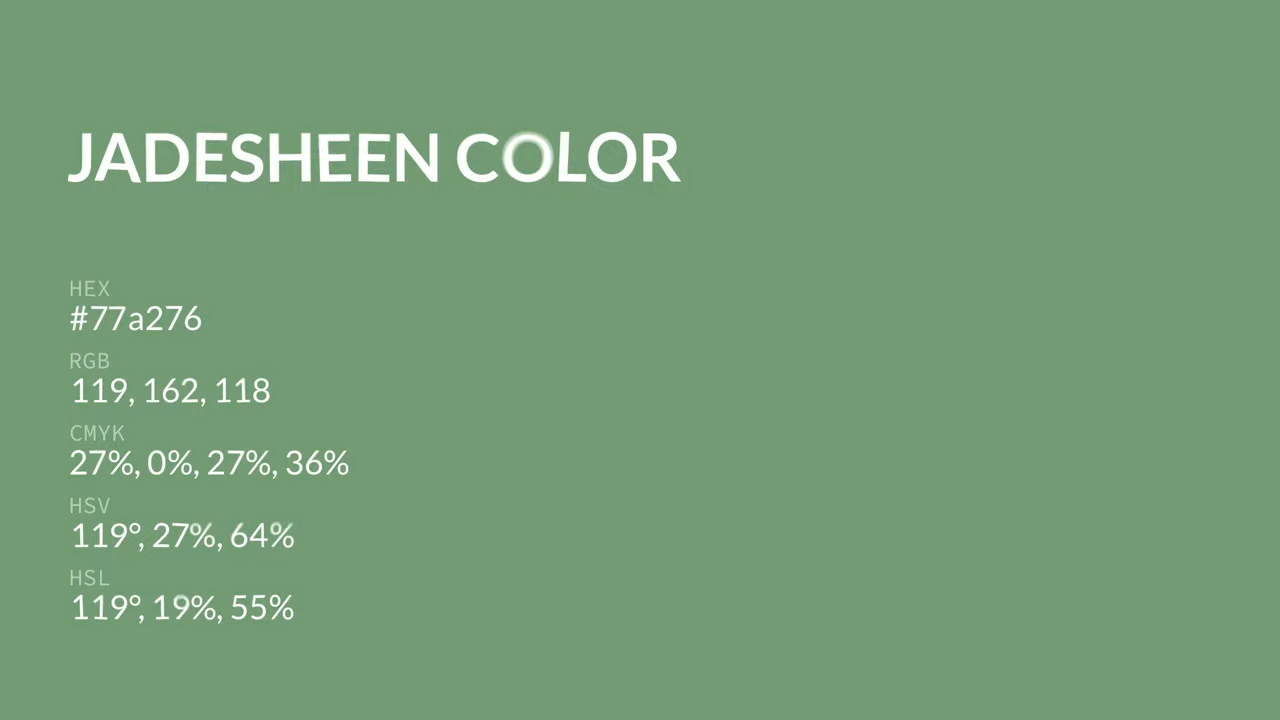 JADESHEEN COLOR
HEX
#77a276
RGB
119, 162, 118
CMYK
27%, 0%, 27%, 36%
HSV
119°, 27%, 64%
HSL
119°, 19%, 55%